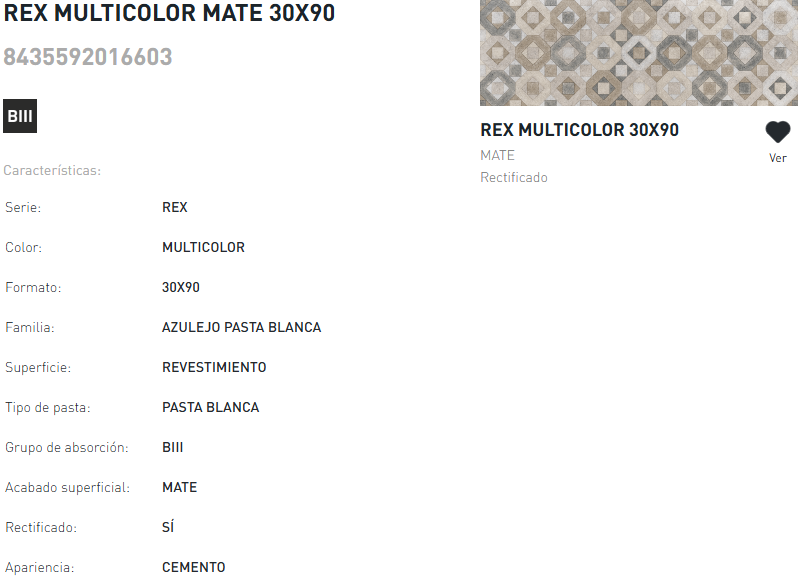 REX MULTICOLOR MATE 30X90
8435592016603
BIII
Características:
Serie: REX
Color: MULTICOLOR
Formato: 30X90
Familia: AZULEJO PASTA BLANCA
Superficie: REVESTIMIENTO
Tipo de pasta: PASTA BLANCA
Grupo de absorción: BIII
Acabado superficial: MATE
Rectificado: SÍ
Apariencia: CEMENTO
REX MULTICOLOR 30X90
MATE
Rectificado
Ver